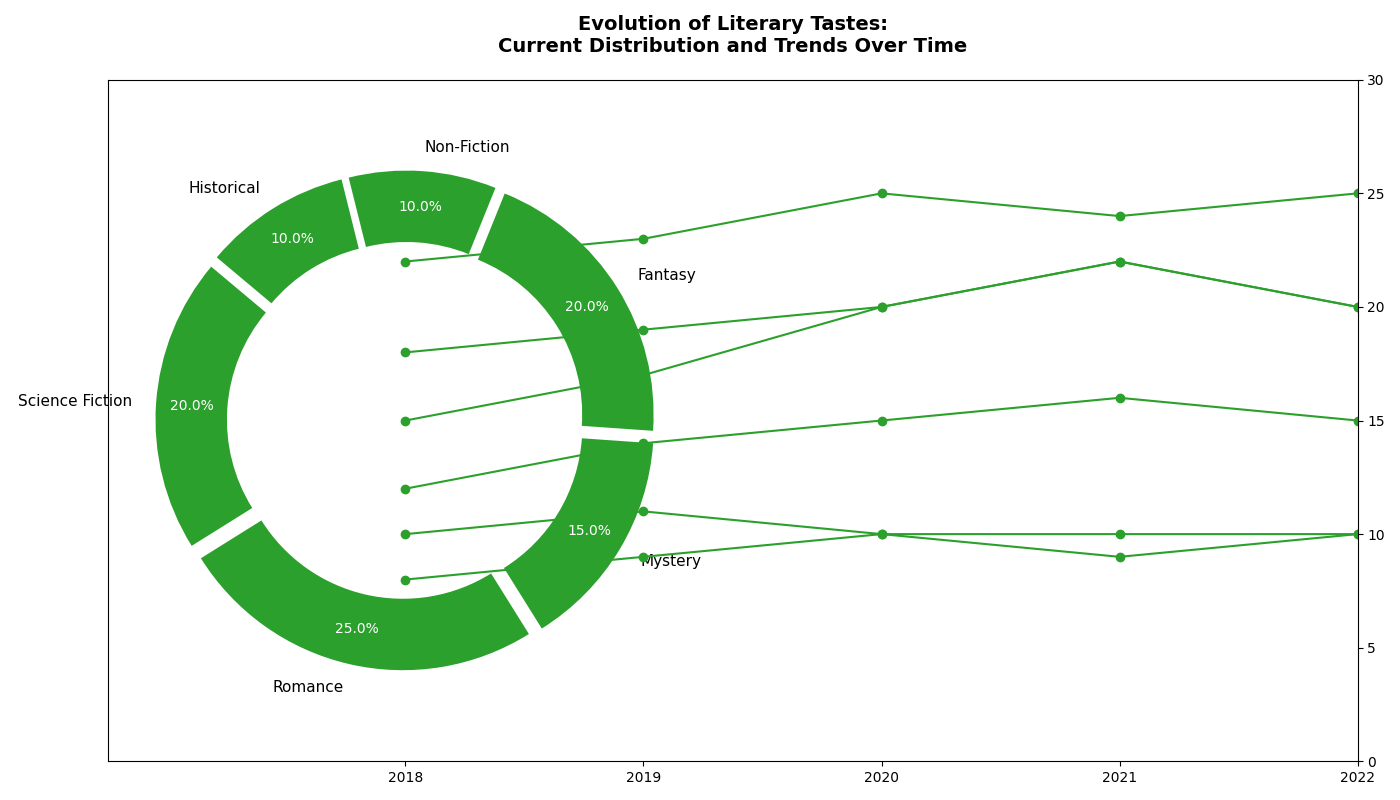 Evolution of Literary Tastes:
Current Distribution and Trends Over Time
30
Non-Fiction
Historical
25
10.0%
10.0%
Fantasy
20.0%
20
Science Fiction
20.0%
15
15.0%
10
Mystery
25.0%
5
Romance
0
2018 2019 2020 2021 2022